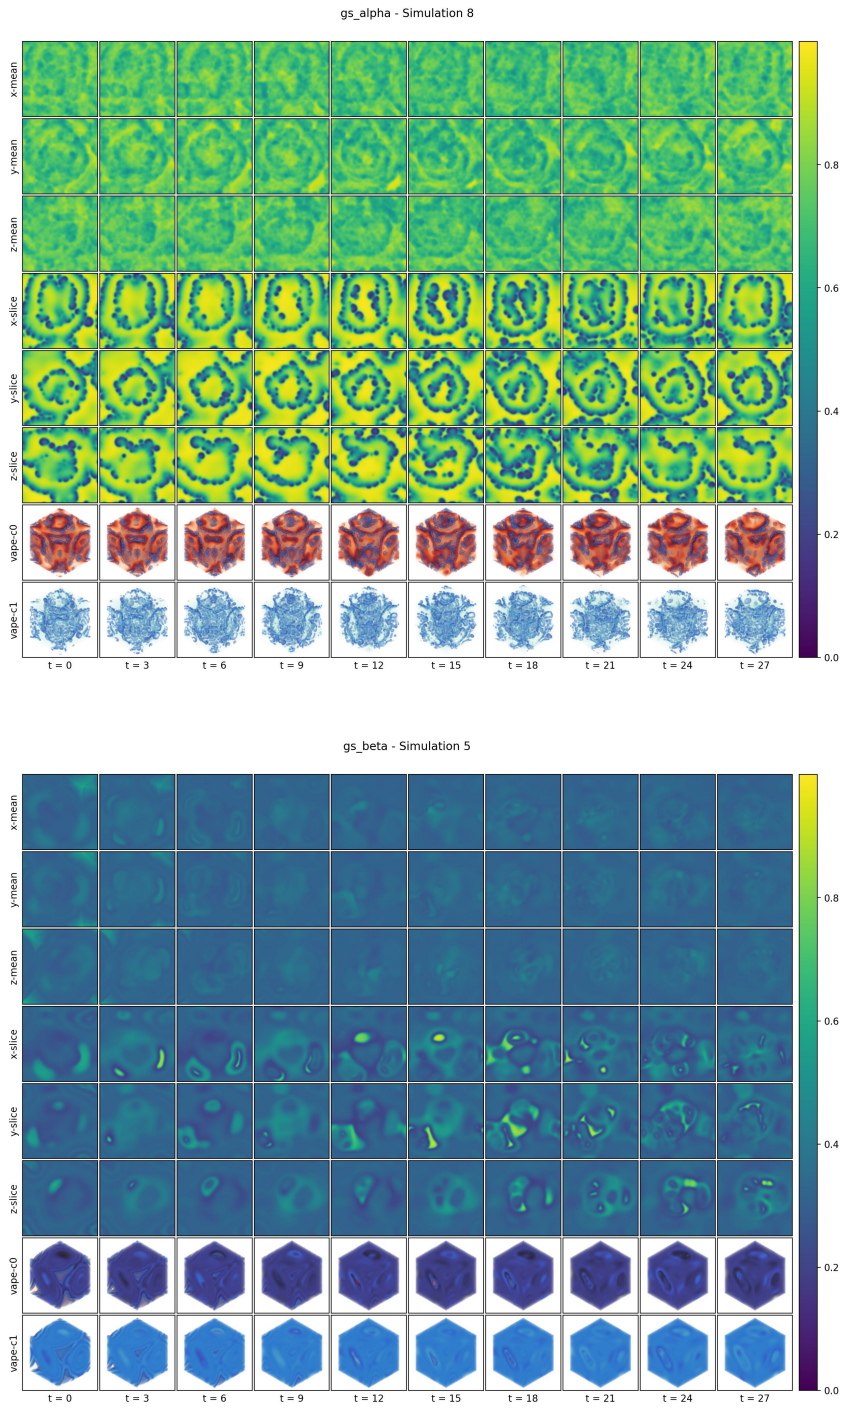 gs_alpha - Simulation 8
x-mean
y-mean
z-mean
x-slice
y-slice
z-slice
vape-c0
vape-c1
t = 0 t = 3 t = 6 t = 9 t = 12 t = 15 t = 18 t = 21 t = 24 t = 27
0.8
0.6
0.4
0.2
0.0
gs_beta - Simulation 5
x-mean
y-mean
z-mean
x-slice
y-slice
z-slice
vape-c0
vape-c1
t = 0 t = 3 t = 6 t = 9 t = 12 t = 15 t = 18 t = 21 t = 24 t = 27
0.8
0.6
0.4
0.2
0.0